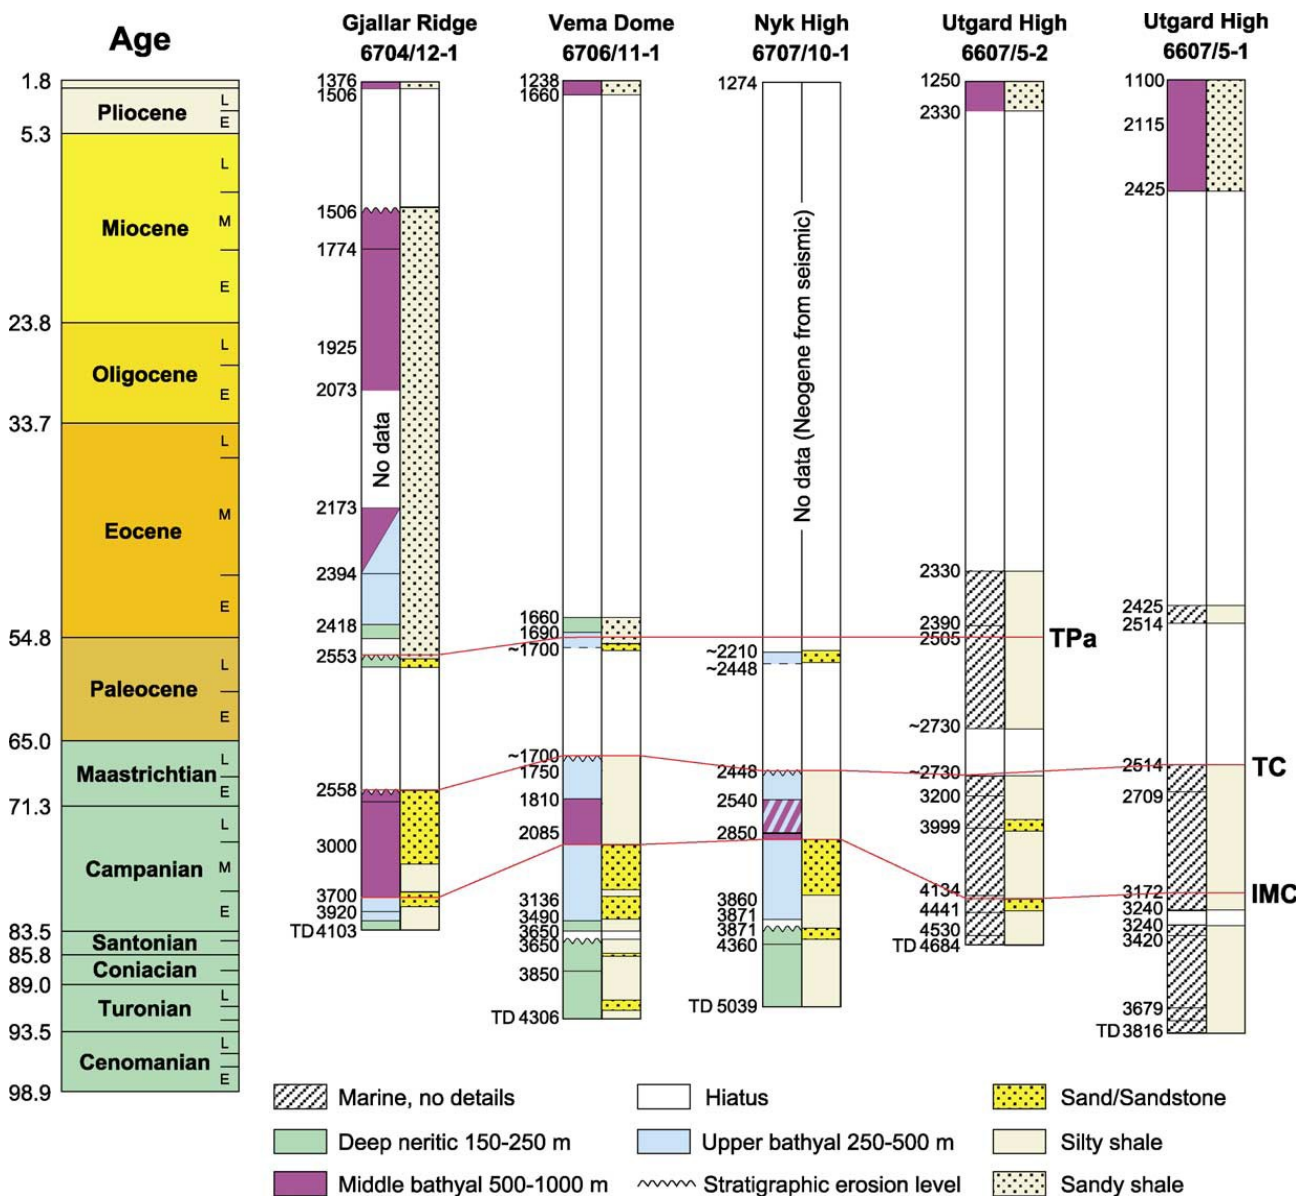 Age
Gjallar Ridge
6704/12-1
Vema Dome
6706/11-1
Nyk High
6707/10-1
Utgard High
6607/5-2
Utgard High
6607/5-1
1.8
Pliocene
L
E
5.3
Miocene
L
M
E
23.8
Oligocene
L
E
33.7
Eocene
L
M
E
54.8
Paleocene
L
E
65.0
Maastrichtian
L
E
71.3
Campanian
L
M
E
83.5
Santonian
85.8
Coniacian
89.0
Turonian
L
93.5
Cenomanian
L
E
98.9
1376
1506
1506
1774
1925
2073
No data
2173
2394
2418
2553
2558
3000
3700
3920
TD 4103
1238
1660
1660
1690
~1700
~1700
1750
1810
2085
3136
3490
3650
3650
3850
TD 4306
1274
No data (Neogene from seismic)
~2210
~2448
2448
2540
2850
3860
3871
3871
4360
TD 5039
1250
2330
2330
2390
2505
~2730
~2730
3200
3999
4134
4441
4530
TD 4684
1100
2115
2425
2425
2514
2514
2709
3172
3240
3240
3420
3679
TD 3816
TPa
TC
IMC
Marine, no details
Hiatus
Sand/Sandstone
Deep neritic 150-250 m
Upper bathyal 250-500 m
Silty shale
Middle bathyal 500-1000 m
Stratigraphic erosion level
Sandy shale